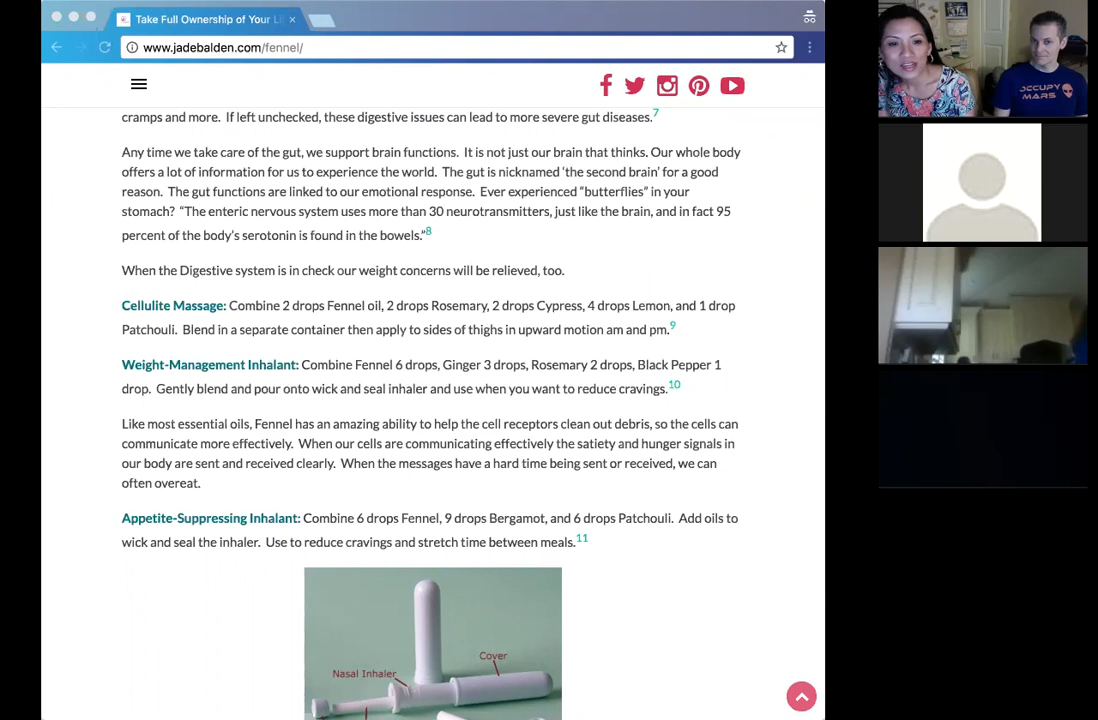 Take Full Ownership of Your Li
www.jadebalden.com/fennel/
OCCUPY
MARS
cramps and more.  If left unchecked, these digestive issues can lead to more severe gut diseases.7
Any time we take care of the gut, we support brain functions.  It is not just our brain that thinks. Our whole body
offers a lot of information for us to experience the world.  The gut is nicknamed ‘the second brain’ for a good
reason.  The gut functions are linked to our emotional response.  Ever experienced “butterflies” in your
stomach? “The enteric nervous system uses more than 30 neurotransmitters, just like the brain, and in fact 95
percent of the body’s serotonin is found in the bowels.”8
When the Digestive system is in check our weight concerns will be relieved, too.
Cellulite Massage: Combine 2 drops Fennel oil, 2 drops Rosemary, 2 drops Cypress, 4 drops Lemon, and 1 drop
Patchouli.  Blend in a separate container then apply to sides of thighs in upward motion am and pm.9
Weight-Management Inhalant: Combine Fennel 6 drops, Ginger 3 drops, Rosemary 2 drops, Black Pepper 1
drop.  Gently blend and pour onto wick and seal inhaler and use when you want to reduce cravings.10
Like most essential oils, Fennel has an amazing ability to help the cell receptors clean out debris, so the cells can
communicate more effectively.  When our cells are communicating effectively the satiety and hunger signals in
our body are sent and received clearly.  When the messages have a hard time being sent or received, we can
often overeat.
Appetite-Suppressing Inhalant: Combine 6 drops Fennel, 9 drops Bergamot, and 6 drops Patchouli.  Add oils to
wick and seal the inhaler.  Use to reduce cravings and stretch time between meals.11
Cover
Nasal Inhaler